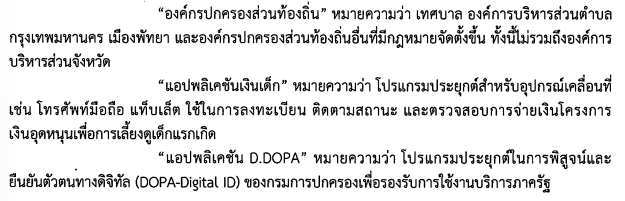 “องค์กรปกครองส่วนท้องถิ่น” หมายความว่า เทศบาล องค์การบริหารส่วนตำบล
กรุงเทพมหานคร เมืองพัทยา และองค์กรปกครองส่วนท้องถิ่นอื่นที่มีกฎหมายจัดตั้งขึ้น ทั้งนี้ไม่รวมถึงองค์การ
บริหารส่วนจังหวัด
“แอปพลิเคชันเงินเด็ก” หมายความว่า โปรแกรมประยุกต์สำหรับอุปกรณ์เคลื่อนที่
เช่น โทรศัพท์มือถือ แท็บเล็ต ใช้ในการลงทะเบียน ติดตามสถานะ และตรวจสอบการจ่ายเงินโครงการ
เงินอุดหนุนเพื่อการเลี้ยงดูเด็กแรกเกิด
“แอปพลิเคชัน D.DOPA” หมายความว่า โปรแกรมประยุกต์ในการพิสูจน์และ
ยืนยันตัวตนทางดิจิทัล (DOPA-Digital ID) ของกรมการปกครองเพื่อรองรับการใช้งานบริการภาครัฐ